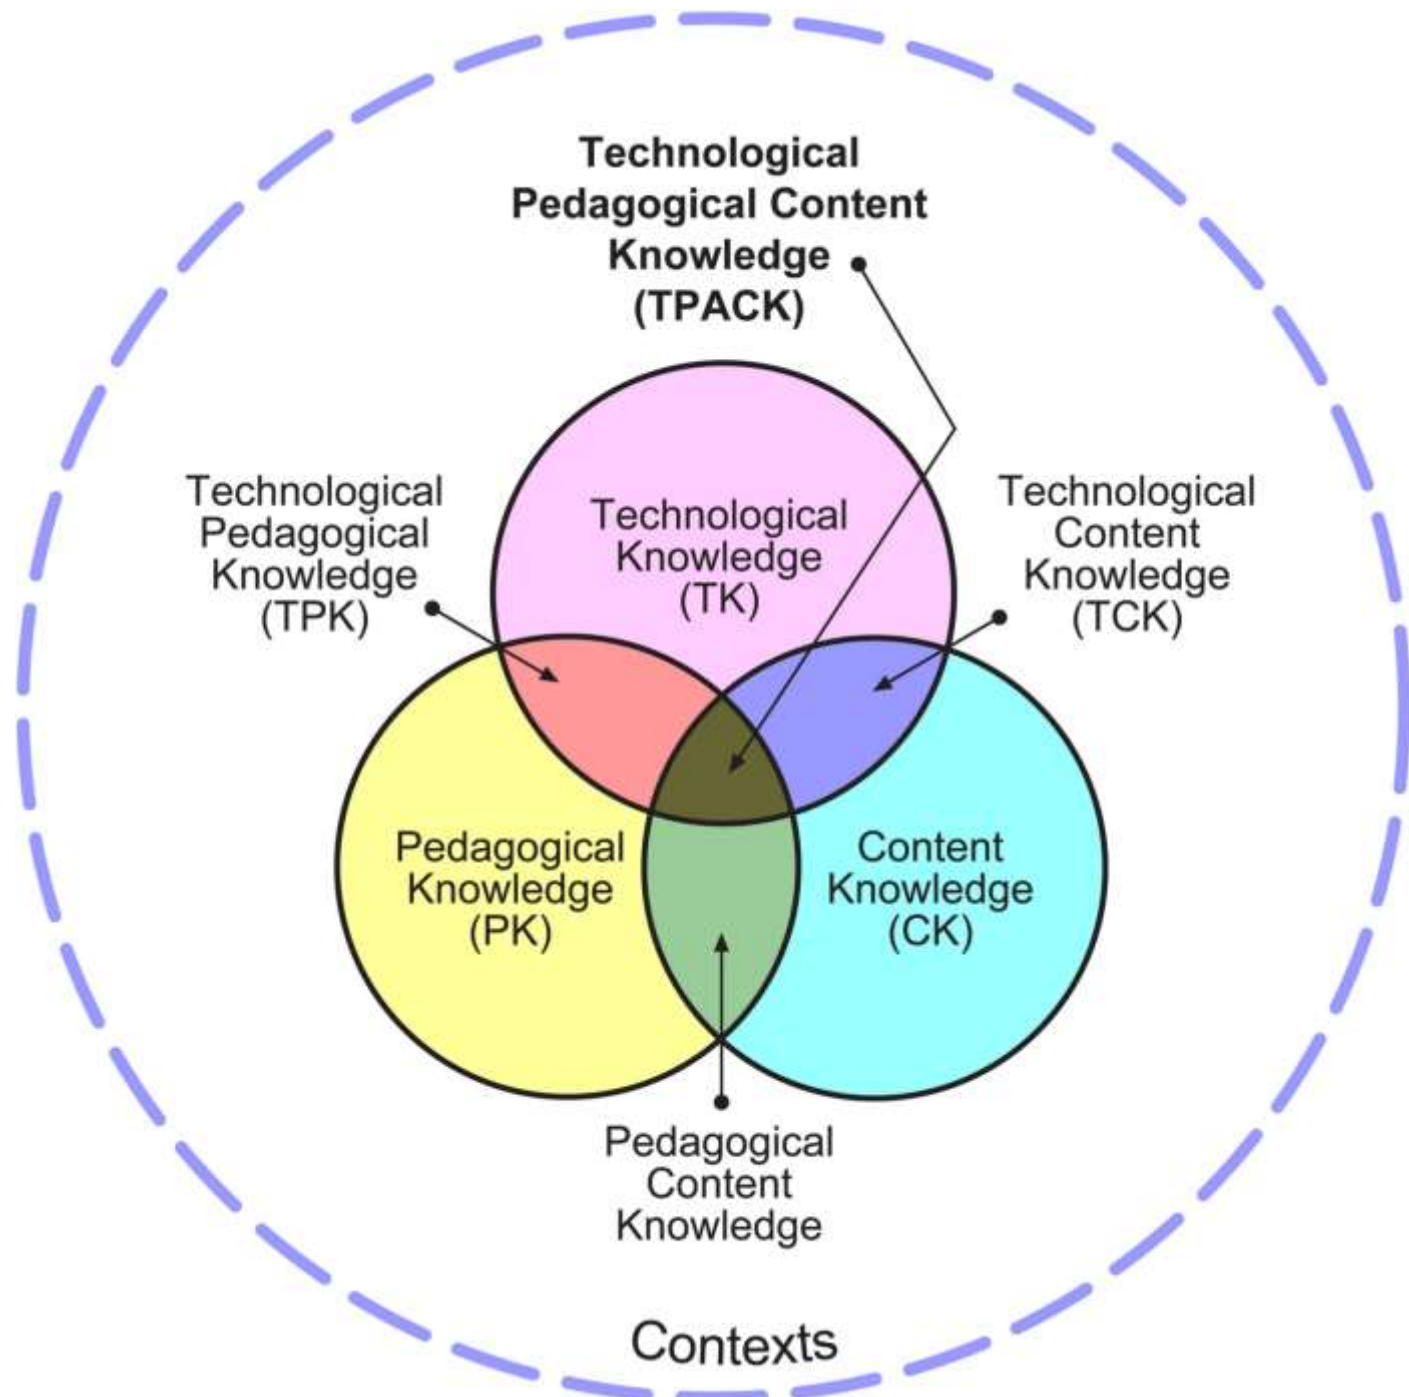 Technological
Pedagogical Content
Knowledge
(TPACK)
Technological
Pedagogical
Knowledge
(TPK)
Technological
Knowledge
(TK)
Technological
Content
Knowledge
(TCK)
Pedagogical
Knowledge
(PK)
Content
Knowledge
(CK)
Pedagogical
Content
Knowledge
Contexts